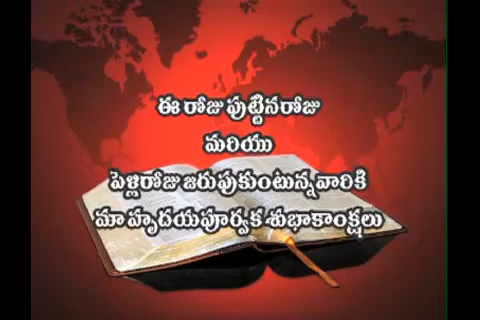 ఈ రోజు పుట్టినరోజు
మరియు
పెళ్లిరోజు జరుపుకుంటున్నవారికి
మా హృదయపూర్వక శుభాకాంక్షలు